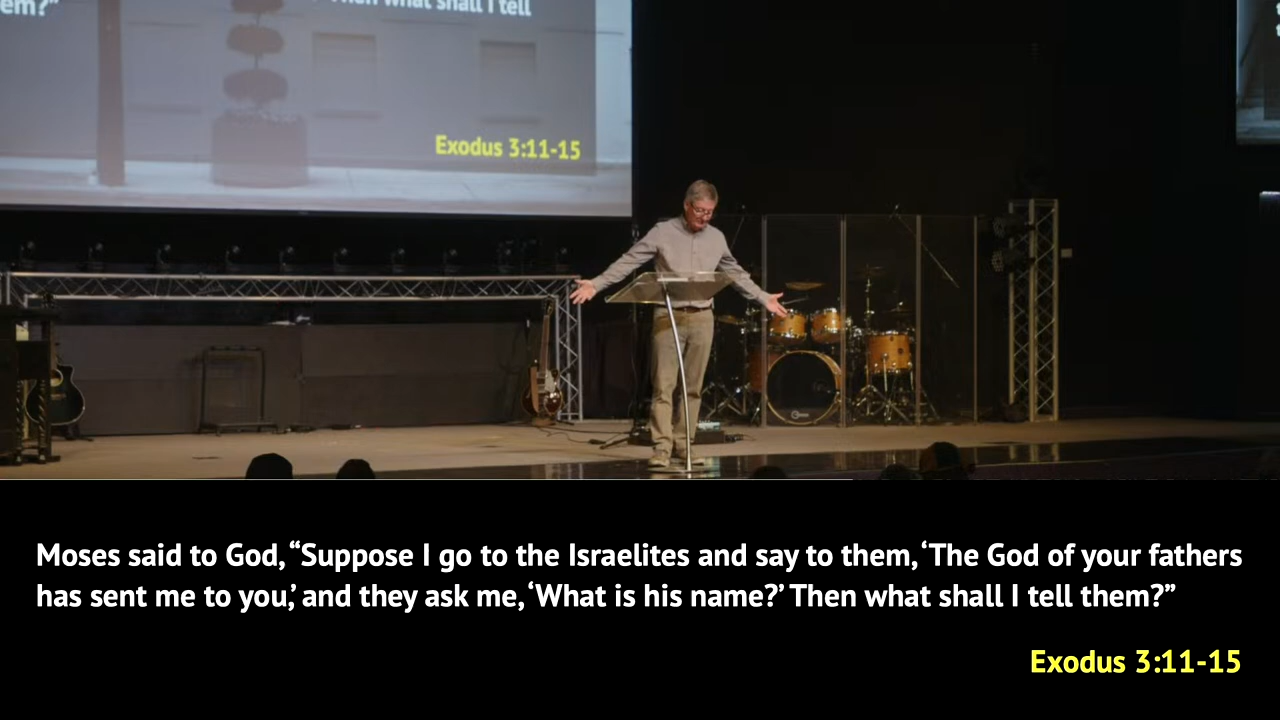 em?”
Then what shall I tell
Exodus 3:11-15
Moses said to God, “Suppose I go to the Israelites and say to them, ‘The God of your fathers
has sent me to you,’ and they ask me, ‘What is his name?’ Then what shall I tell them?”
Exodus 3:11-15